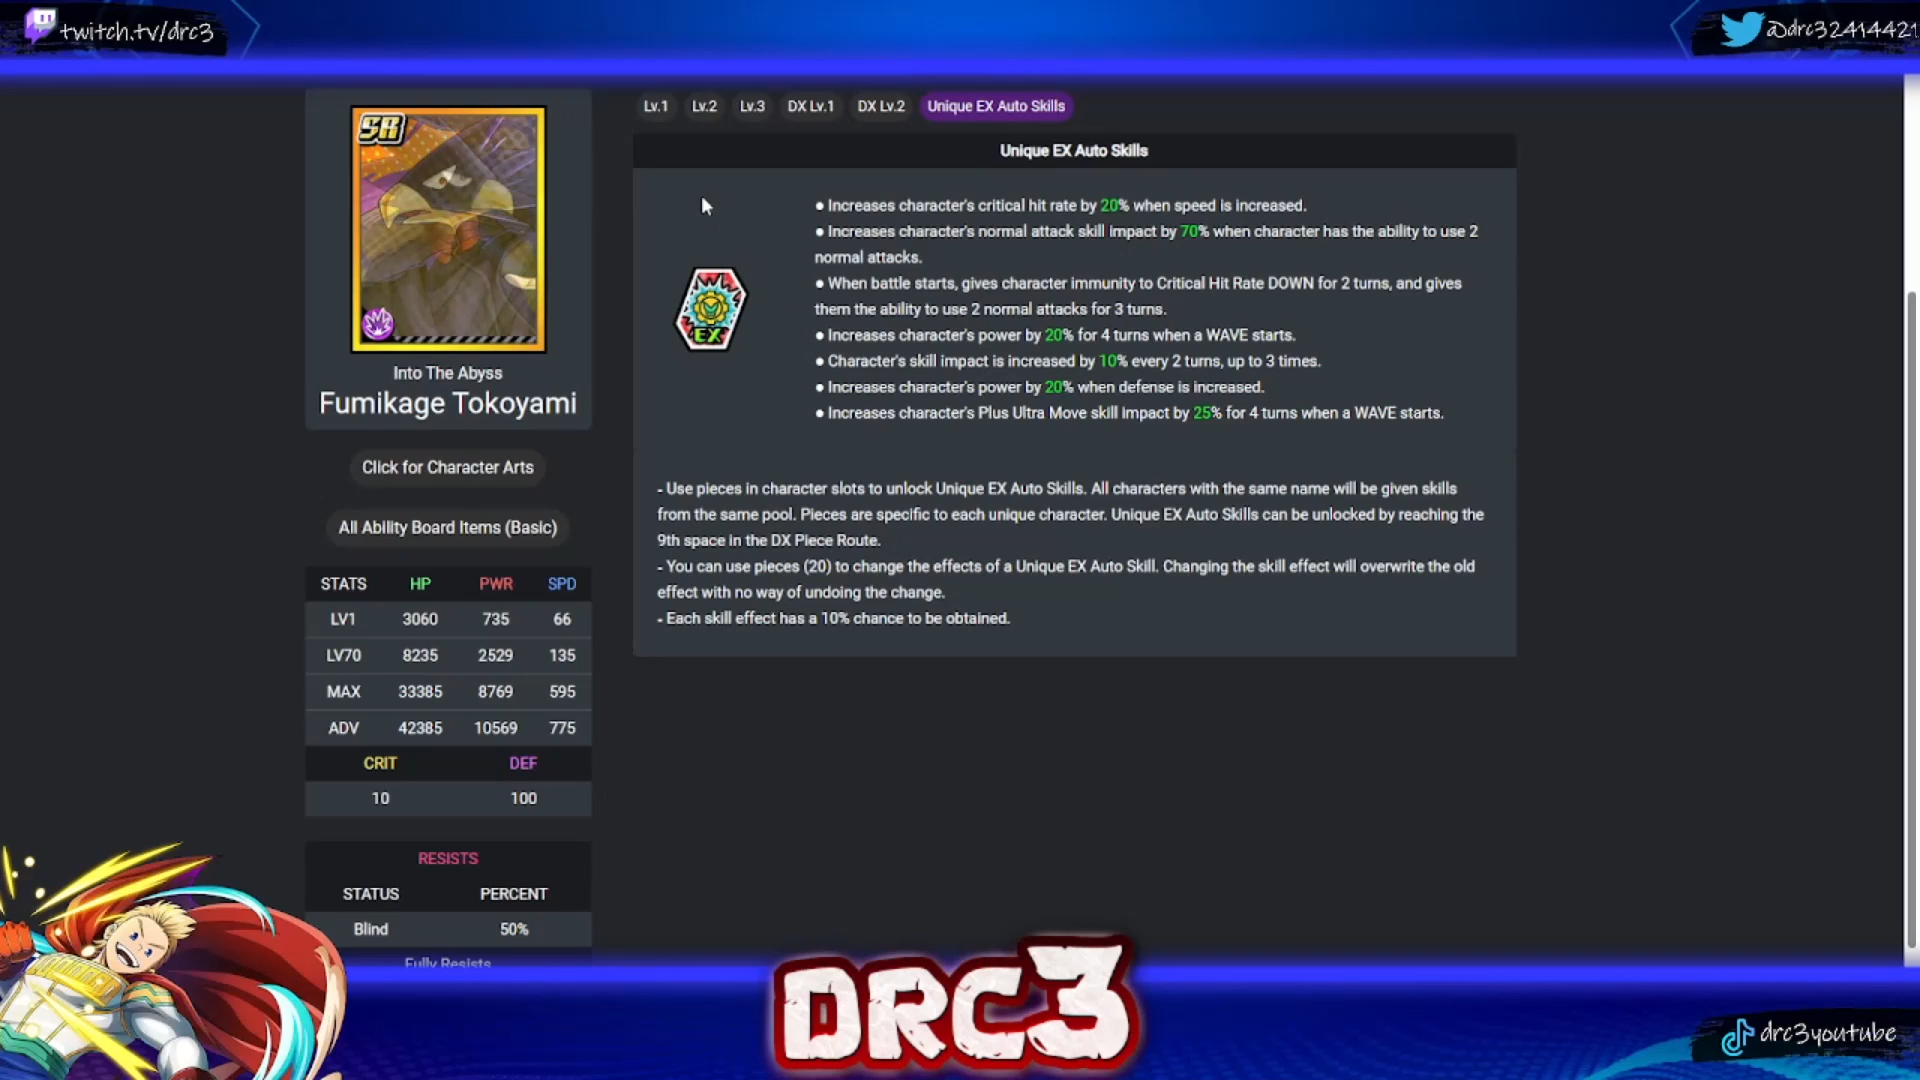 twitch.tv/drc3
@drc32414421
SR
Into The Abyss
Fumikage Tokoyami
Click for Character Arts
All Ability Board Items (Basic)
STATS HP PWR SPD
LV1 3060 735 66
LV70 8235 2529 135
MAX 33385 8769 595
ADV 42385 10569 775
CRIT DEF
10 100
RESISTS
STATUS PERCENT
Blind 50%
Fully Resists
Lv.1 Lv.2 Lv.3 DX Lv.1 DX Lv.2 Unique EX Auto Skills
Unique EX Auto Skills
EX
● Increases character's critical hit rate by 20% when speed is increased.
● Increases character's normal attack skill impact by 70% when character has the ability to use 2
normal attacks.
● When battle starts, gives character immunity to Critical Hit Rate DOWN for 2 turns, and gives
them the ability to use 2 normal attacks for 3 turns.
● Increases character's power by 20% for 4 turns when a WAVE starts.
● Character's skill impact is increased by 10% every 2 turns, up to 3 times.
● Increases character's power by 20% when defense is increased.
● Increases character's Plus Ultra Move skill impact by 25% for 4 turns when a WAVE starts.
- Use pieces in character slots to unlock Unique EX Auto Skills. All characters with the same name will be given skills
from the same pool. Pieces are specific to each unique character. Unique EX Auto Skills can be unlocked by reaching the
9th space in the DX Piece Route.
- You can use pieces (20) to change the effects of a Unique EX Auto Skill. Changing the skill effect will overwrite the old
effect with no way of undoing the change.
- Each skill effect has a 10% chance to be obtained.
DRC3
drc3youtube